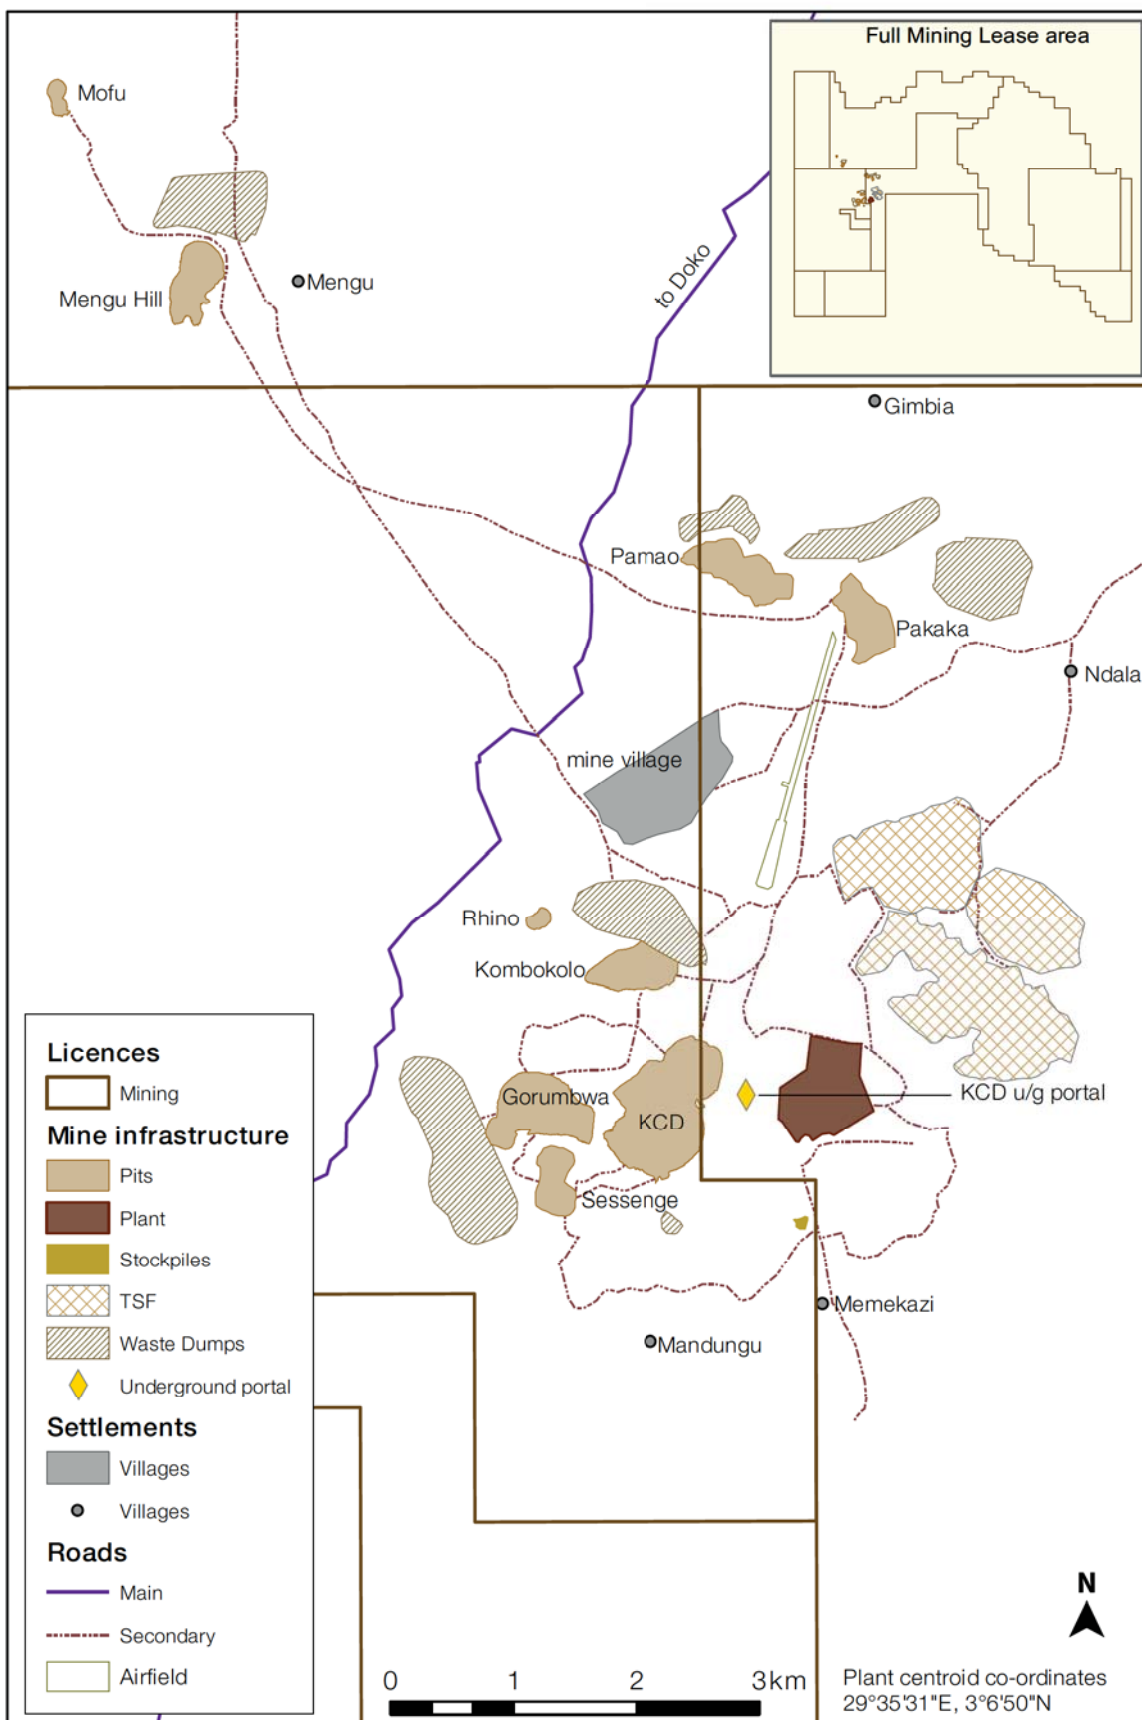 Full Mining Lease area
Mofu
Mengu
Mengu Hill
to Doko
Gimbia
Pamao
Pakaka
Ndala
mine village
Rhino
Kombokolo
Gorumbwa
KCD
KCD u/g portal
Sessenge
Memekazi
Mandungu
Licences
Mining
Mine infrastructure
Pits
Plant
Stockpiles
TSF
Waste Dumps
Underground portal
Settlements
Villages
Villages
Roads
Main
Secondary
Airfield
0 1 2 3km
N
Plant centroid co-ordinates
29°35'31"E, 3°6'50"N